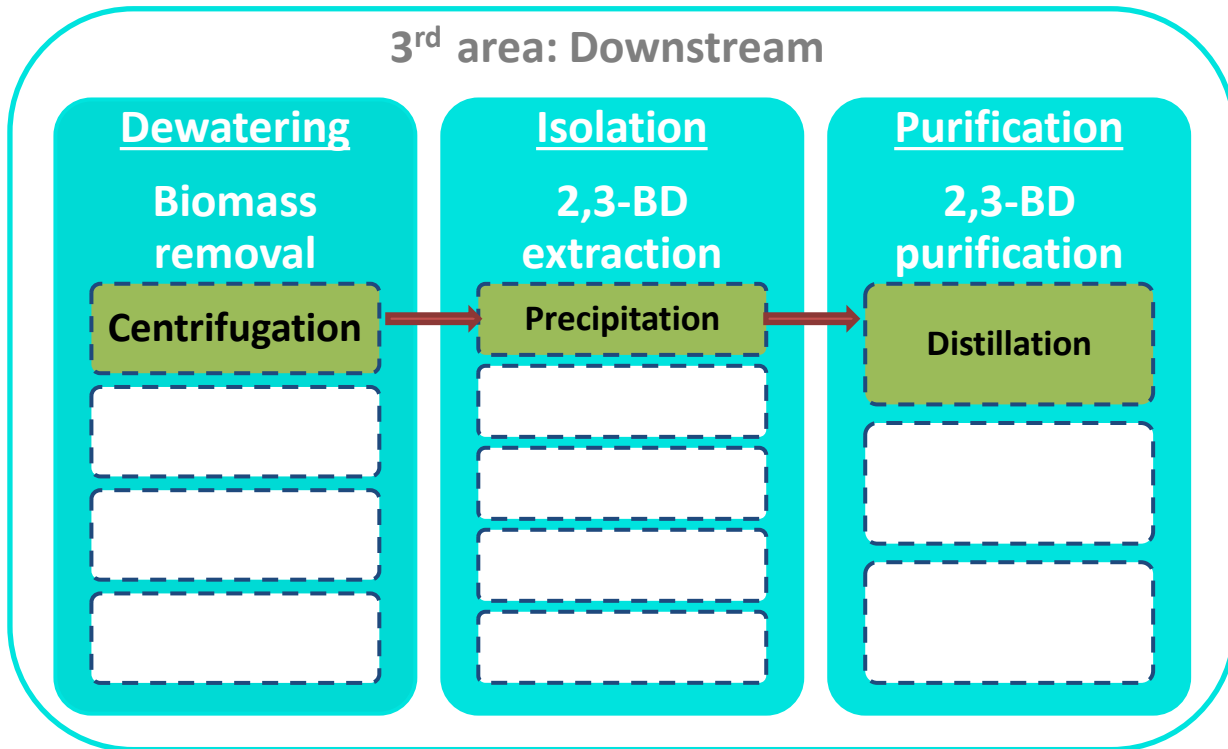 3rd area: Downstream
Dewatering
Biomass
removal
Centrifugation
Isolation
2,3-BD
extraction
Precipitation
Purification
2,3-BD
purification
Distillation